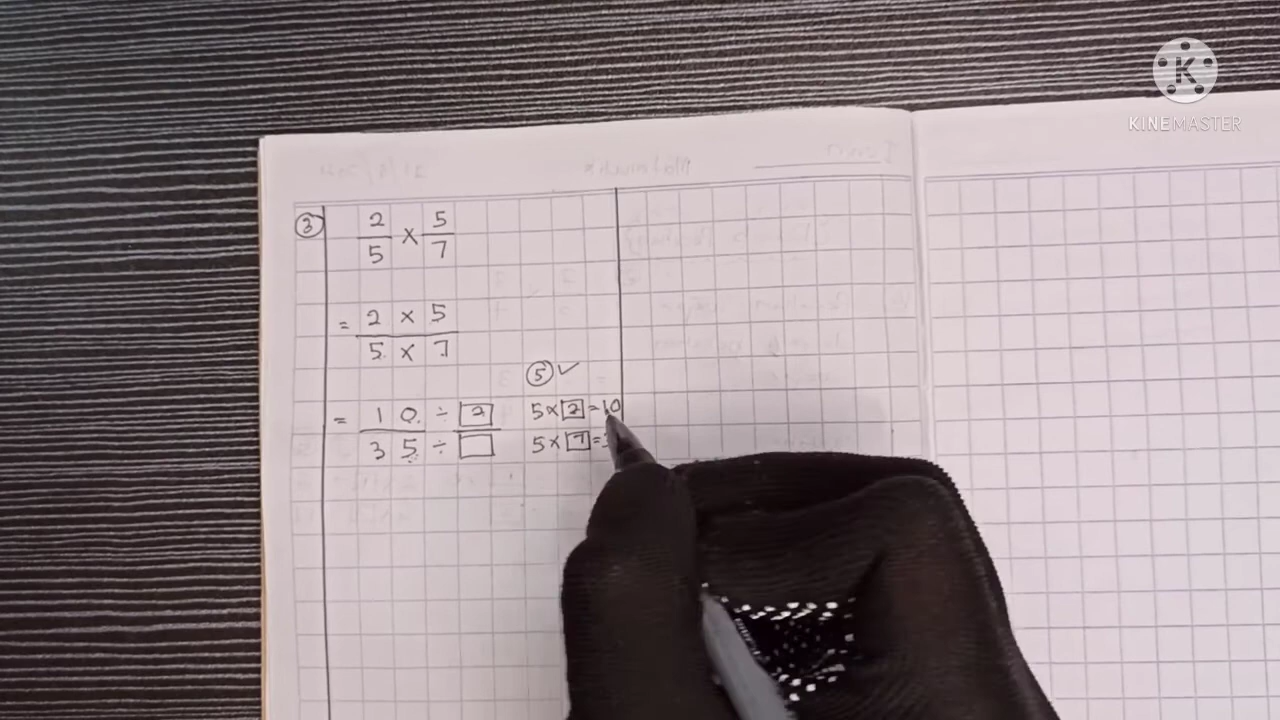 KINEMASTER
③ 2/5 × 5/7
= 2 × 5 / 5 × 7
⑤ ✓
= 10 ÷ [2] / 35 ÷ [ ]
5 × [2] = 10
5 × [7] = 3